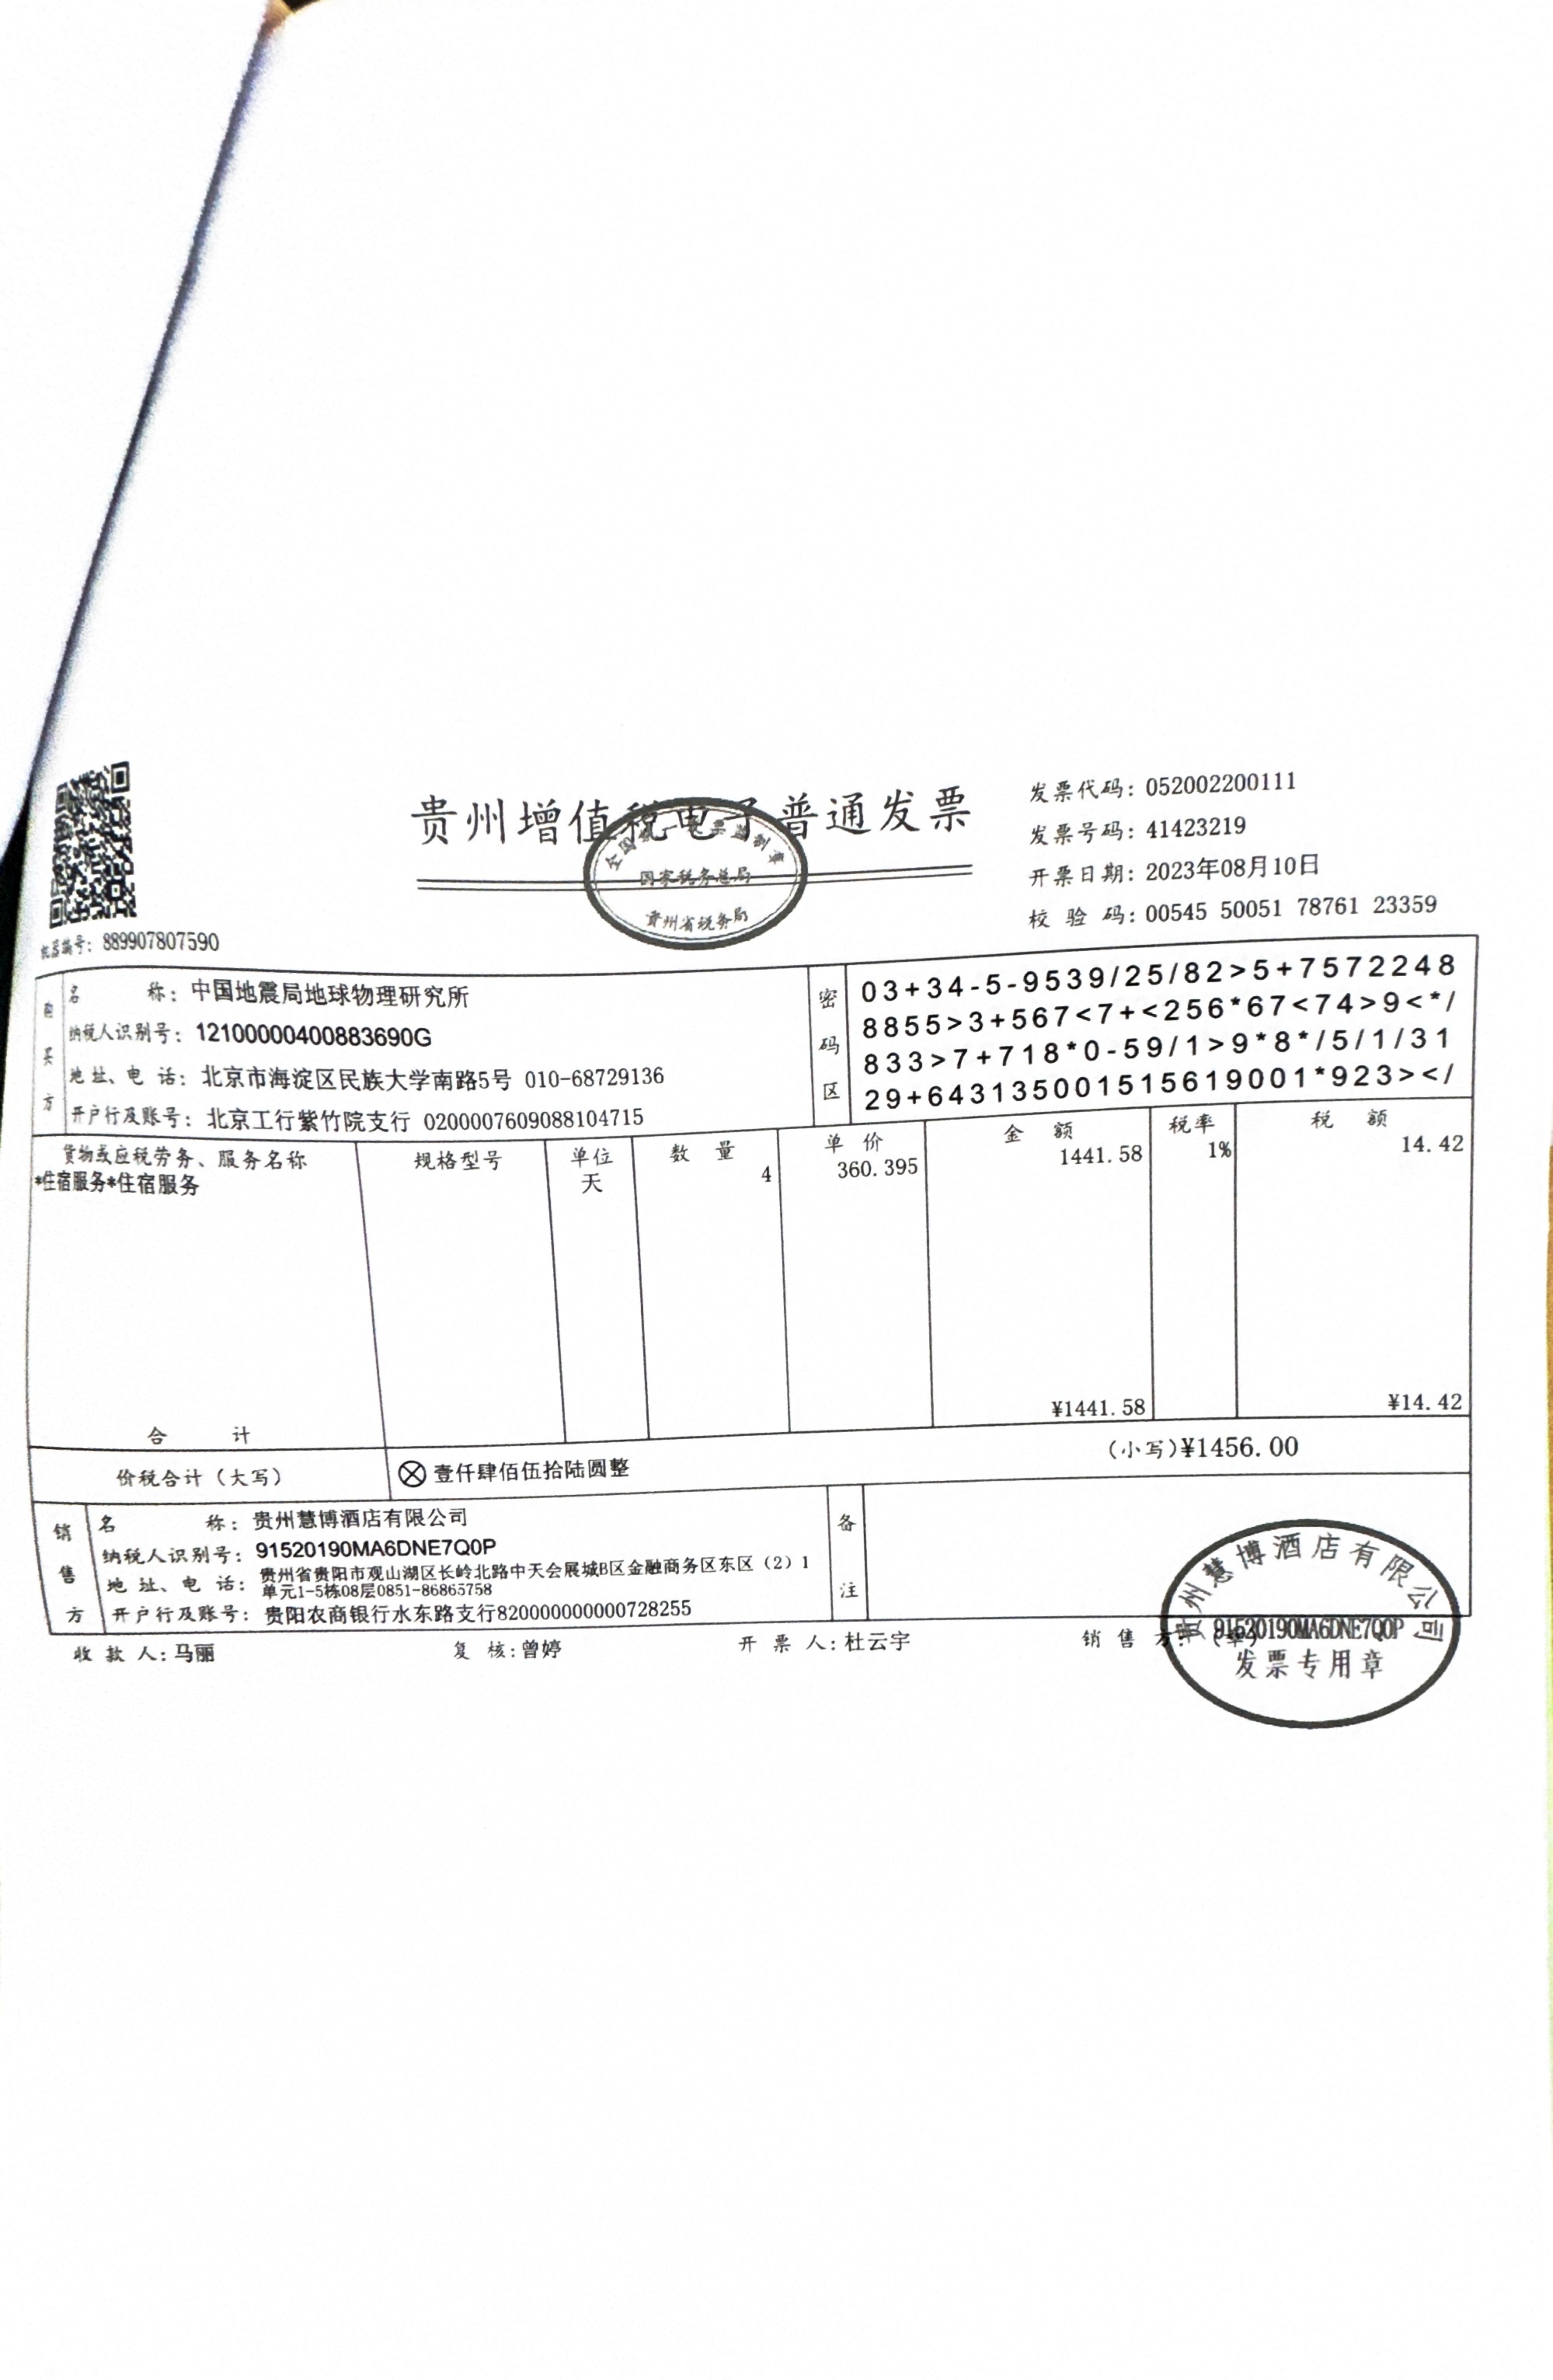 贵州增值税电子普通发票
全国统一发票监制章
国家税务总局
贵州省税务局
发票代码: 052002200111
发票号码: 41423219
开票日期: 2023年08月10日
校 验 码: 00545 50051 78761 23359
机器编号: 889907807590
购买方
名 称: 中国地震局地球物理研究所
纳税人识别号: 12100000400883690G
地 址、电 话: 北京市海淀区民族大学南路5号 010-68729136
开户行及账号: 北京工行紫竹院支行 0200007609088104715
密码区
03+34-5-9539/25/82>5+7572248
8855>3+567<7+<256*67<74>9<*/
833>7+718*0-59/1>9*8*/5/1/31
29+643135001515619001*923></
货物或应税劳务、服务名称 规格型号 单位 数 量 单 价 金 额 税率 税 额
*住宿服务*住宿服务 天 4 360.395 1441.58 1% 14.42
合 计 ¥1441.58 ¥14.42
价税合计（大写） ⊗壹仟肆佰伍拾陆圆整 (小写)¥1456.00
销售方
名 称: 贵州慧博酒店有限公司
纳税人识别号: 91520190MA6DNE7Q0P
地 址、电 话: 贵州省贵阳市观山湖区长岭北路中天会展城B区金融商务区东区（2）1
单元1-5栋08层0851-86865758
开户行及账号: 贵阳农商银行水东路支行820000000000728255
备注
收 款 人: 马丽 复 核: 曾婷 开 票 人: 杜云宇 销 售 方: (章)
贵州慧博酒店有限公司
91520190MA6DNE7Q0P
发票专用章